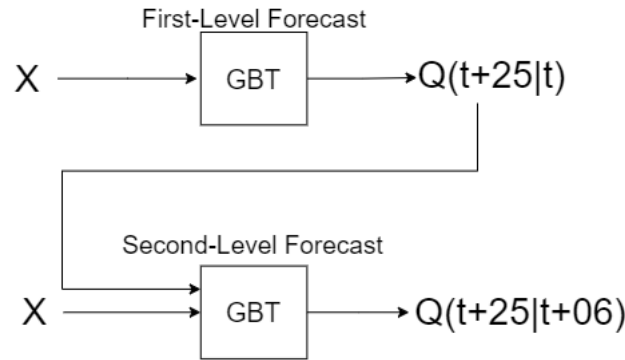 First-Level Forecast
X
GBT
Q(t+25|t)
Second-Level Forecast
X
GBT
Q(t+25|t+06)